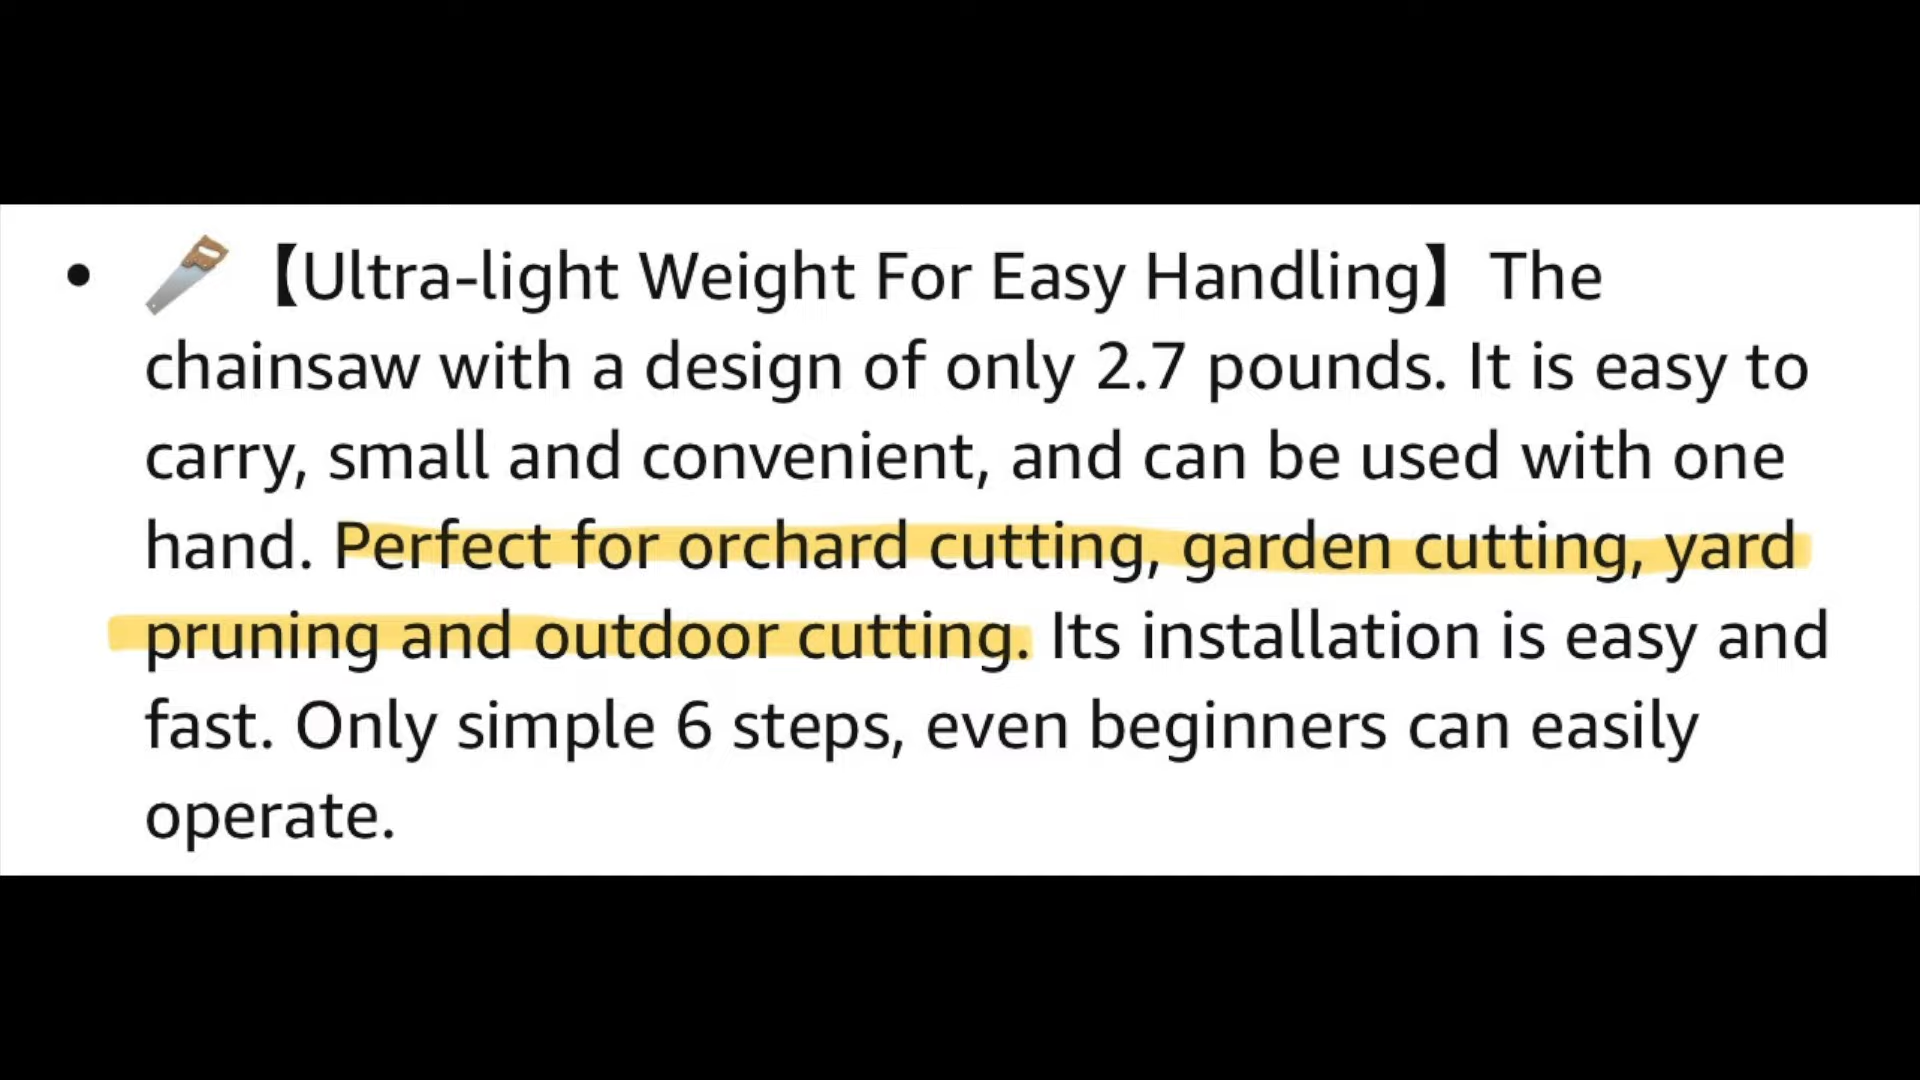 • 🪚 【Ultra-light Weight For Easy Handling】The
chainsaw with a design of only 2.7 pounds. It is easy to
carry, small and convenient, and can be used with one
hand. Perfect for orchard cutting, garden cutting, yard
pruning and outdoor cutting. Its installation is easy and
fast. Only simple 6 steps, even beginners can easily
operate.